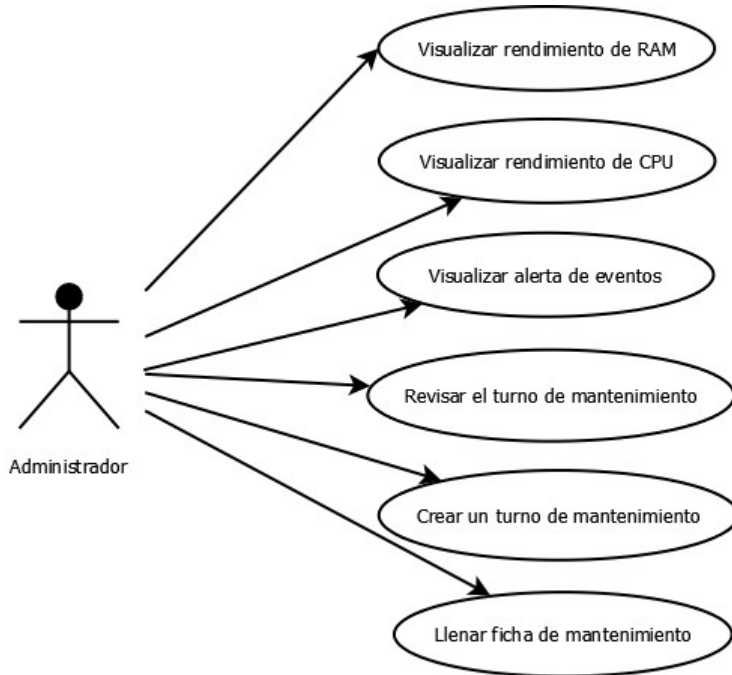 Visualizar rendimiento de RAM
Visualizar rendimiento de CPU
Visualizar alerta de eventos
Revisar el turno de mantenimiento
Administrador
Crear un turno de mantenimiento
Llenar ficha de mantenimiento